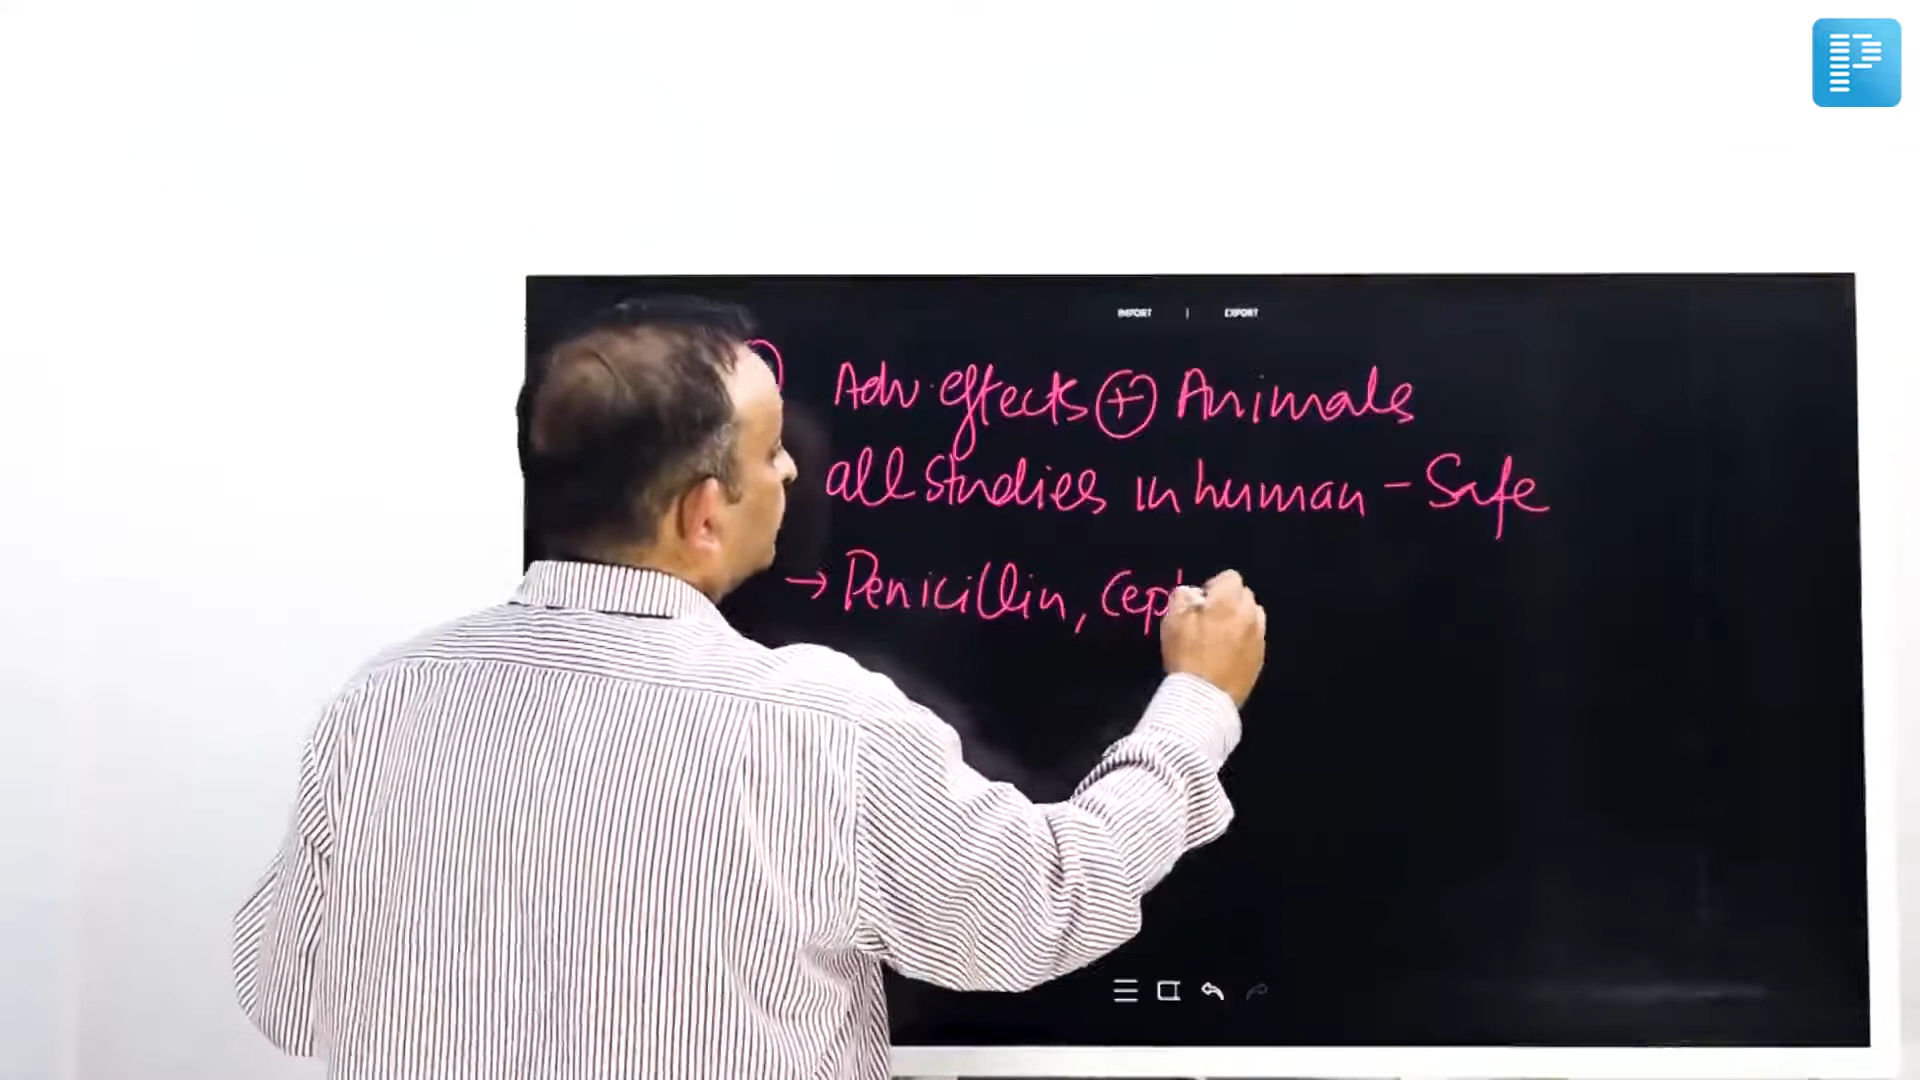 IMPORT | EXPORT
Adv. effects (+) Animals
all studies in human - Safe
→ Penicillin, Cep